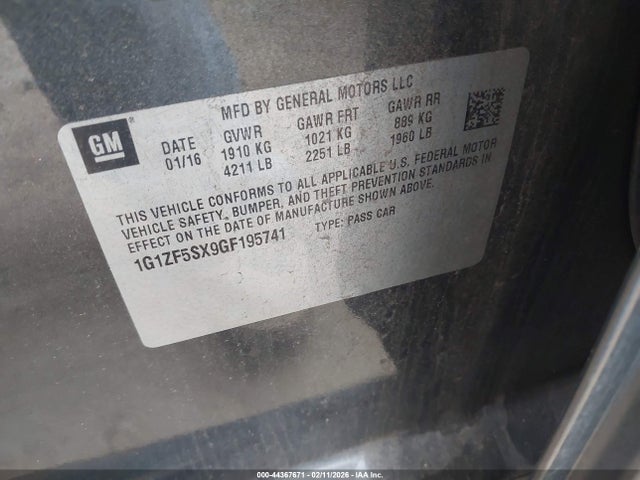 GM
MFD BY GENERAL MOTORS LLC
DATE GVWR GAWR FRT GAWR RR
01/16 1910 KG 1021 KG 889 KG
4211 LB 2251 LB 1960 LB
THIS VEHICLE CONFORMS TO ALL APPLICABLE U.S. FEDERAL MOTOR
VEHICLE SAFETY, BUMPER, AND THEFT PREVENTION STANDARDS IN
EFFECT ON THE DATE OF MANUFACTURE SHOWN ABOVE.
1G1ZF5SX9GF195741 TYPE: PASS CAR
000-44367671 - 02/11/2026 - IAA Inc.